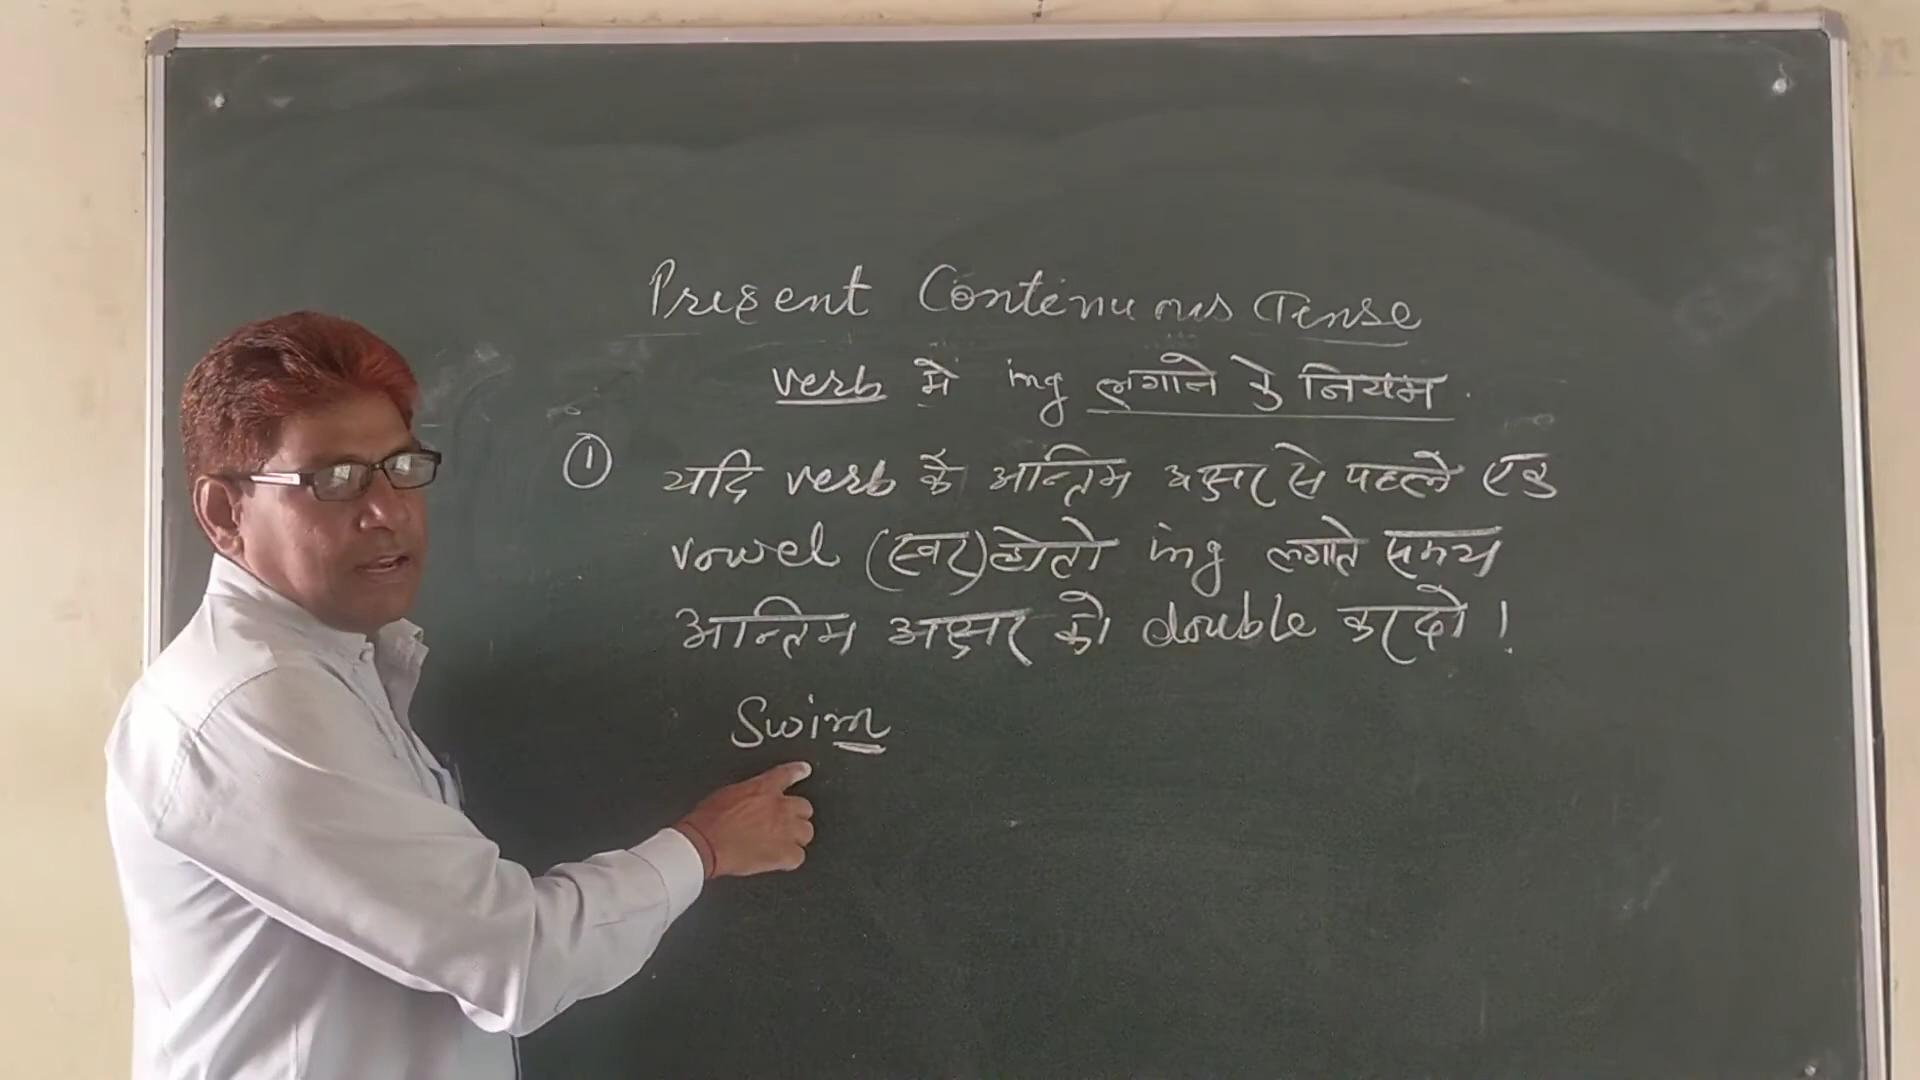 Present Continuous Tense
verb मे ing लगाने के नियम.
① यदि verb के अन्तिम अक्षर से पहले एक
vowel (स्वर) हो तो ing लगाते समय
अन्तिम अक्षर को double कर दो!
Swim